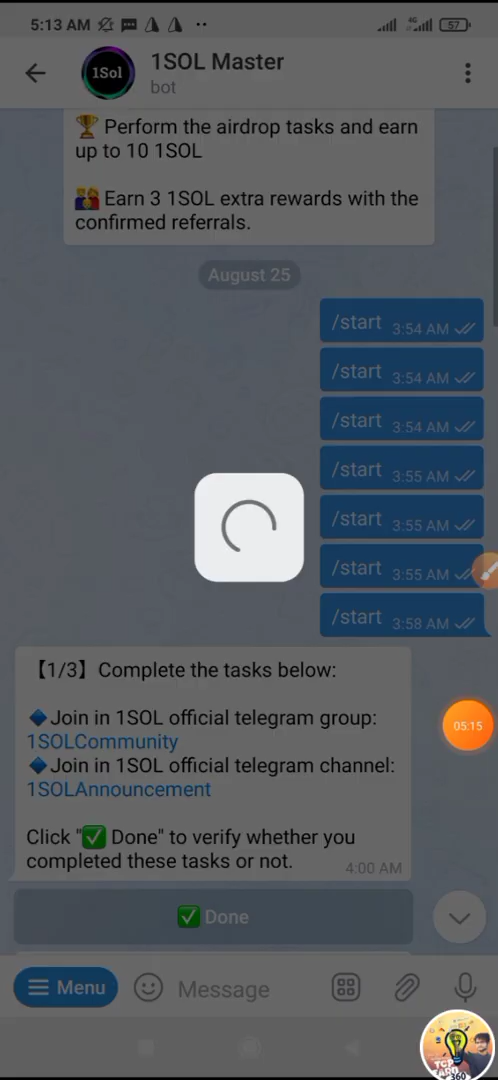 5:13 AM
4G
57
1Sol
1SOL Master
bot
🏆 Perform the airdrop tasks and earn
up to 10 1SOL
Earn 3 1SOL extra rewards with the
confirmed referrals.
August 25
/start 3:54 AM
/start 3:54 AM
/start 3:54 AM
/start 3:55 AM
/start 3:55 AM
/start 3:55 AM
/start 3:58 AM
【1/3】Complete the tasks below:
🔹Join in 1SOL official telegram group:
1SOLCommunity
🔹Join in 1SOL official telegram channel:
1SOLAnnouncement
Click "✅ Done" to verify whether you
completed these tasks or not.
4:00 AM
✅ Done
05:15
Menu
Message
360